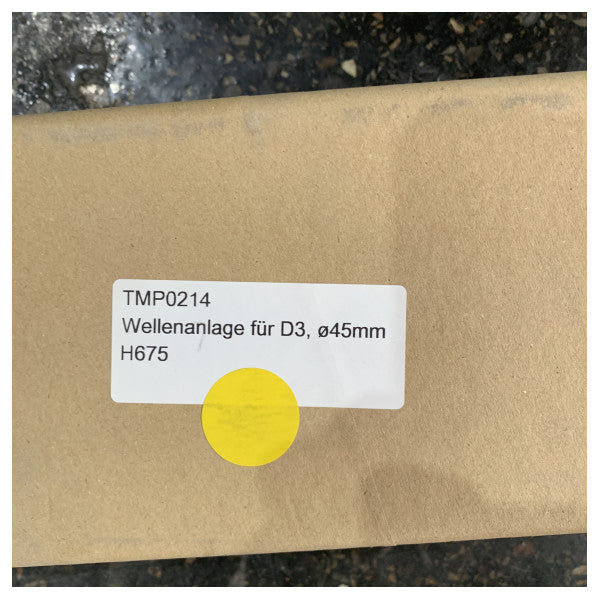 TMP0214
Wellenanlage für D3, ø45mm
H675